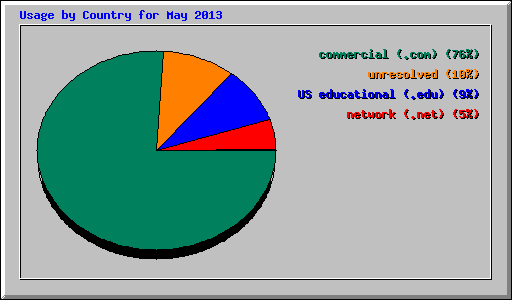 Usage by Country for May 2013
commercial (.com) (76%)
unresolved (10%)
US educational (.edu) (9%)
network (.net) (5%)